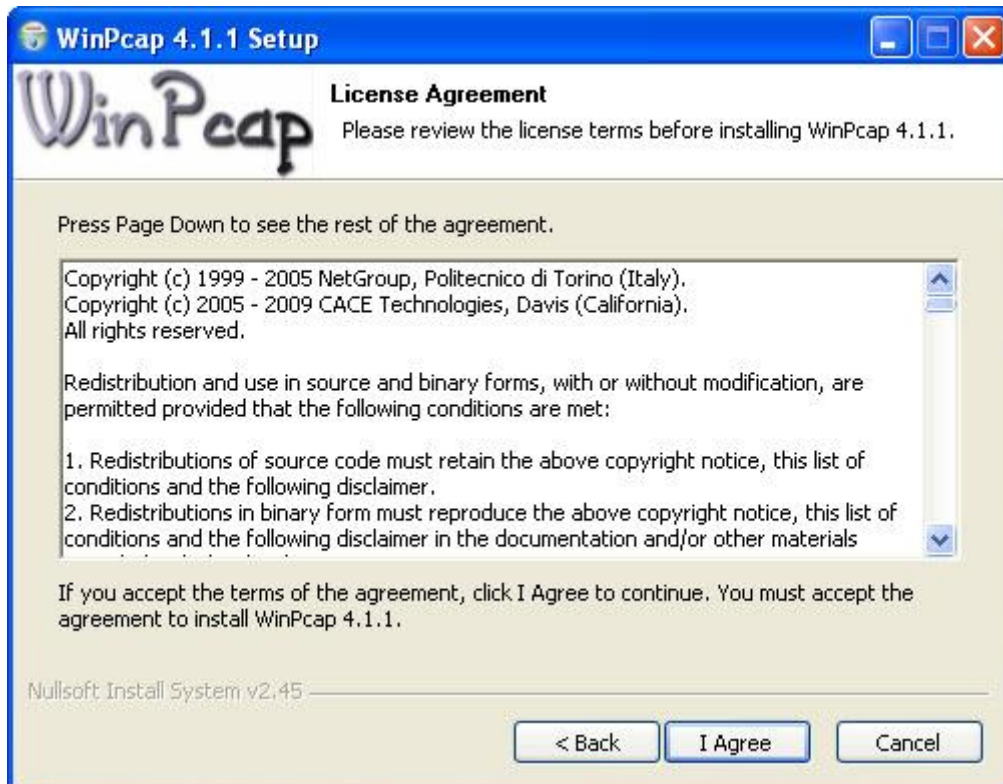 WinPcap 4.1.1 Setup
WinPcap
License Agreement
Please review the license terms before installing WinPcap 4.1.1.
Press Page Down to see the rest of the agreement.
Copyright (c) 1999 - 2005 NetGroup, Politecnico di Torino (Italy).
Copyright (c) 2005 - 2009 CACE Technologies, Davis (California).
All rights reserved.
Redistribution and use in source and binary forms, with or without modification, are
permitted provided that the following conditions are met:
1. Redistributions of source code must retain the above copyright notice, this list of
conditions and the following disclaimer.
2. Redistributions in binary form must reproduce the above copyright notice, this list of
conditions and the following disclaimer in the documentation and/or other materials
If you accept the terms of the agreement, click I Agree to continue. You must accept the
agreement to install WinPcap 4.1.1.
Nullsoft Install System v2.45
< Back
I Agree
Cancel